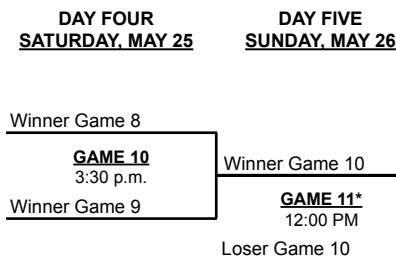 DAY FOUR
SATURDAY, MAY 25
DAY FIVE
SUNDAY, MAY 26
Winner Game 8
GAME 10
3:30 p.m.
Winner Game 9
Winner Game 10
GAME 11*
12:00 PM
Loser Game 10